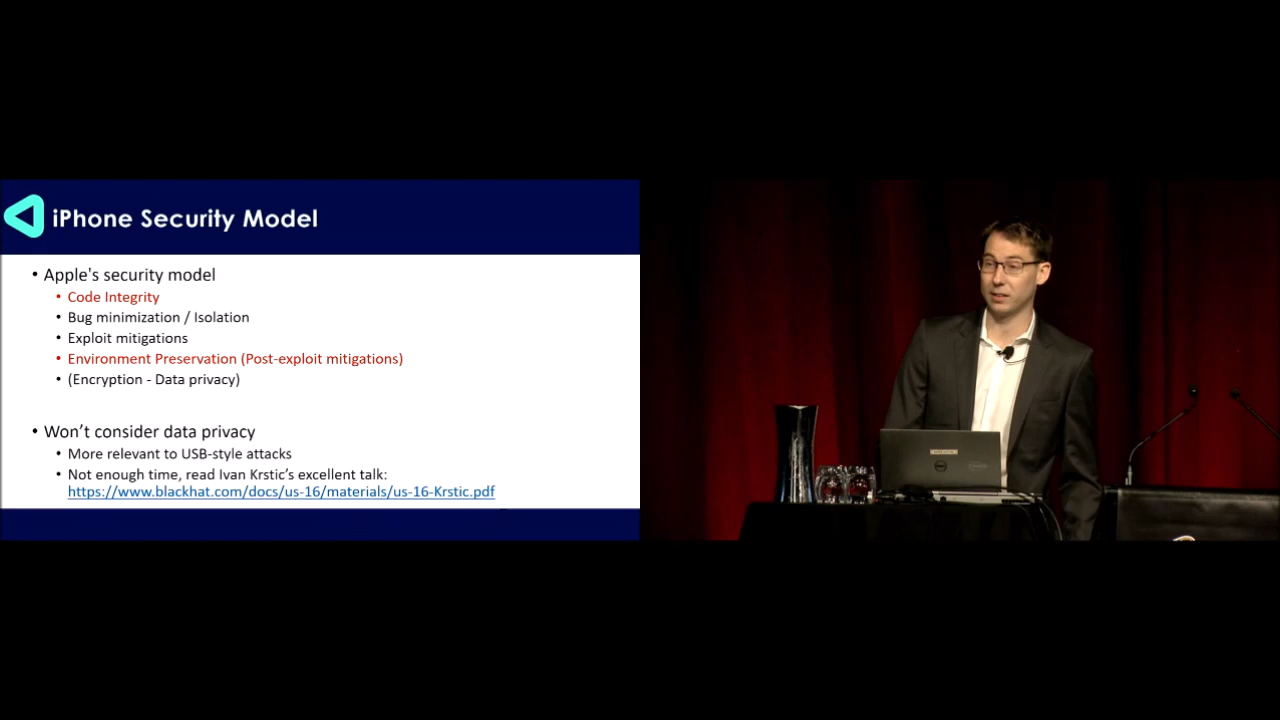 iPhone Security Model
• Apple's security model
• Code Integrity
• Bug minimization / Isolation
• Exploit mitigations
• Environment Preservation (Post-exploit mitigations)
• (Encryption - Data privacy)
• Won't consider data privacy
• More relevant to USB-style attacks
• Not enough time, read Ivan Krstic's excellent talk:
https://www.blackhat.com/docs/us-16/materials/us-16-Krstic.pdf